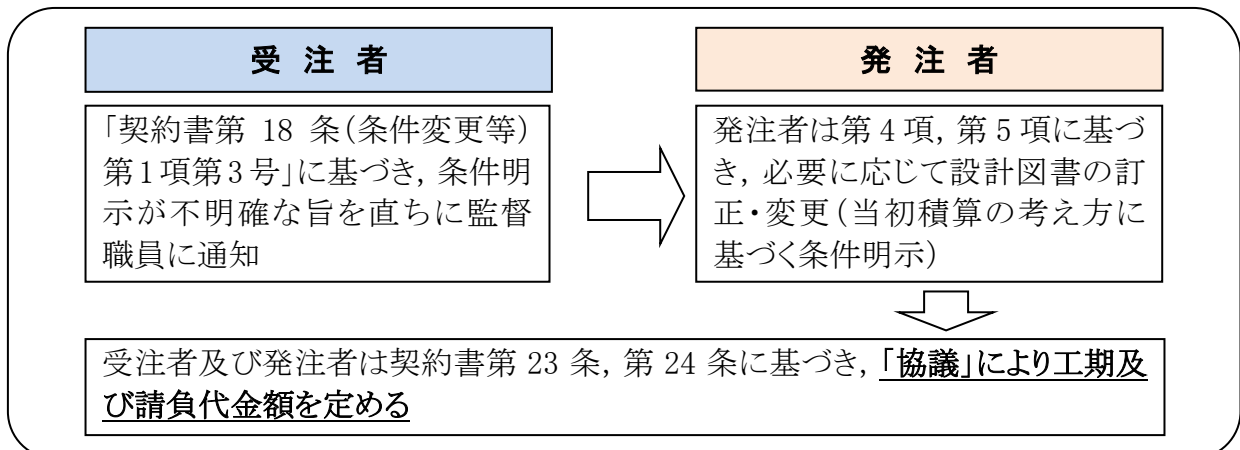 受 注 者
「契約書第 18 条(条件変更等)
第1項第3号」に基づき, 条件明
示が不明確な旨を直ちに監督
職員に通知
発 注 者
発注者は第4項, 第5項に基づ
き, 必要に応じて設計図書の訂
正・変更(当初積算の考え方に
基づく条件明示)
受注者及び発注者は契約書第 23 条, 第 24 条に基づき, 「協議」により工期及
び請負代金額を定める